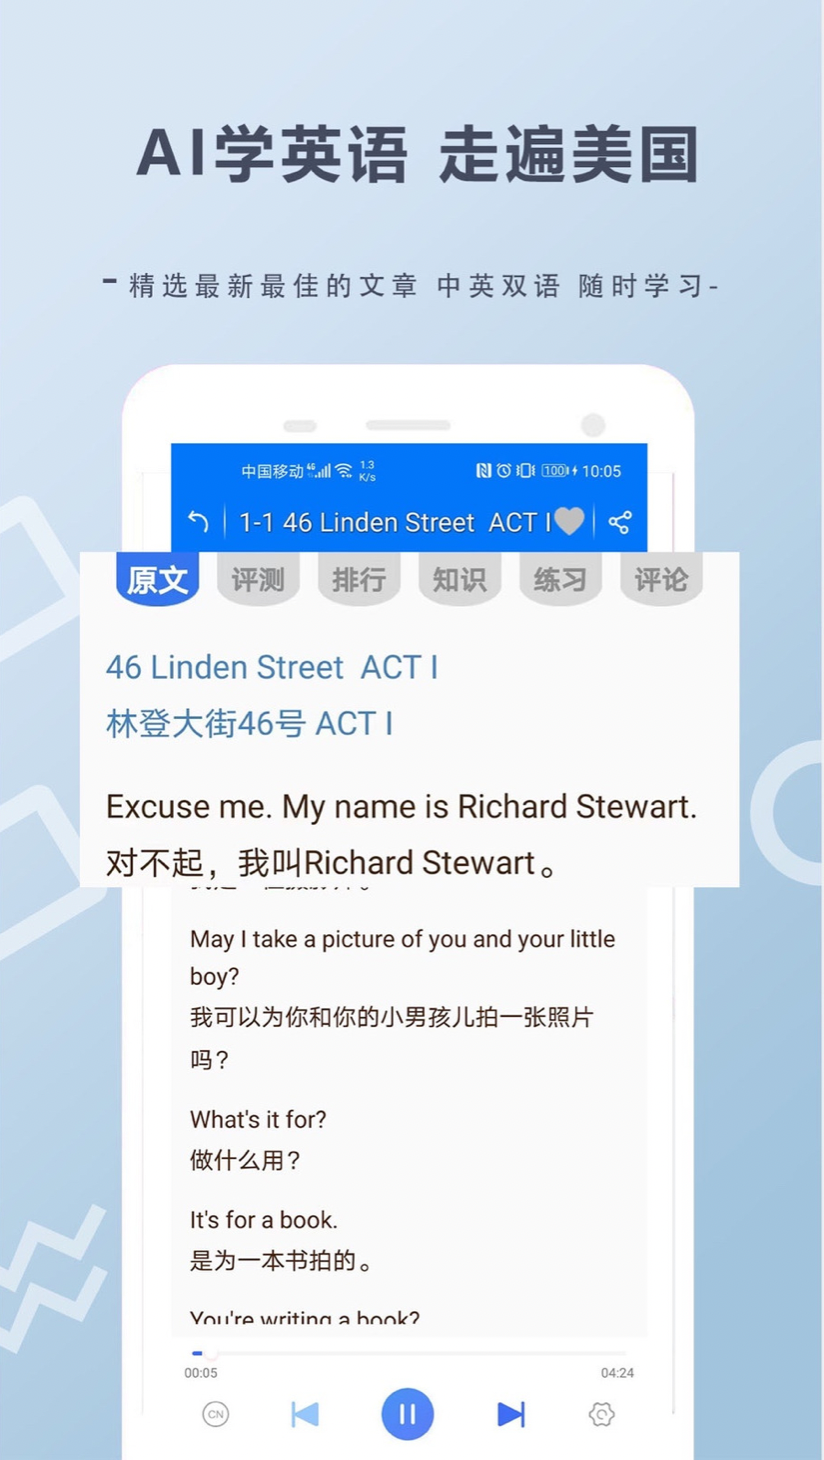 AI学英语 走遍美国
- 精选最新最佳的文章 中英双语 随时学习-
中国移动 4G 1.3 K/s 100 10:05
1-1 46 Linden Street ACT I
原文 评测 排行 知识 练习 评论
46 Linden Street ACT I
林登大街46号 ACT I
Excuse me. My name is Richard Stewart.
对不起，我叫Richard Stewart。
May I take a picture of you and your little
boy?
我可以为你和你的小男孩儿拍一张照片
吗？
What's it for?
做什么用？
It's for a book.
是为一本书拍的。
You're writing a book?
00:05 04:24
CN